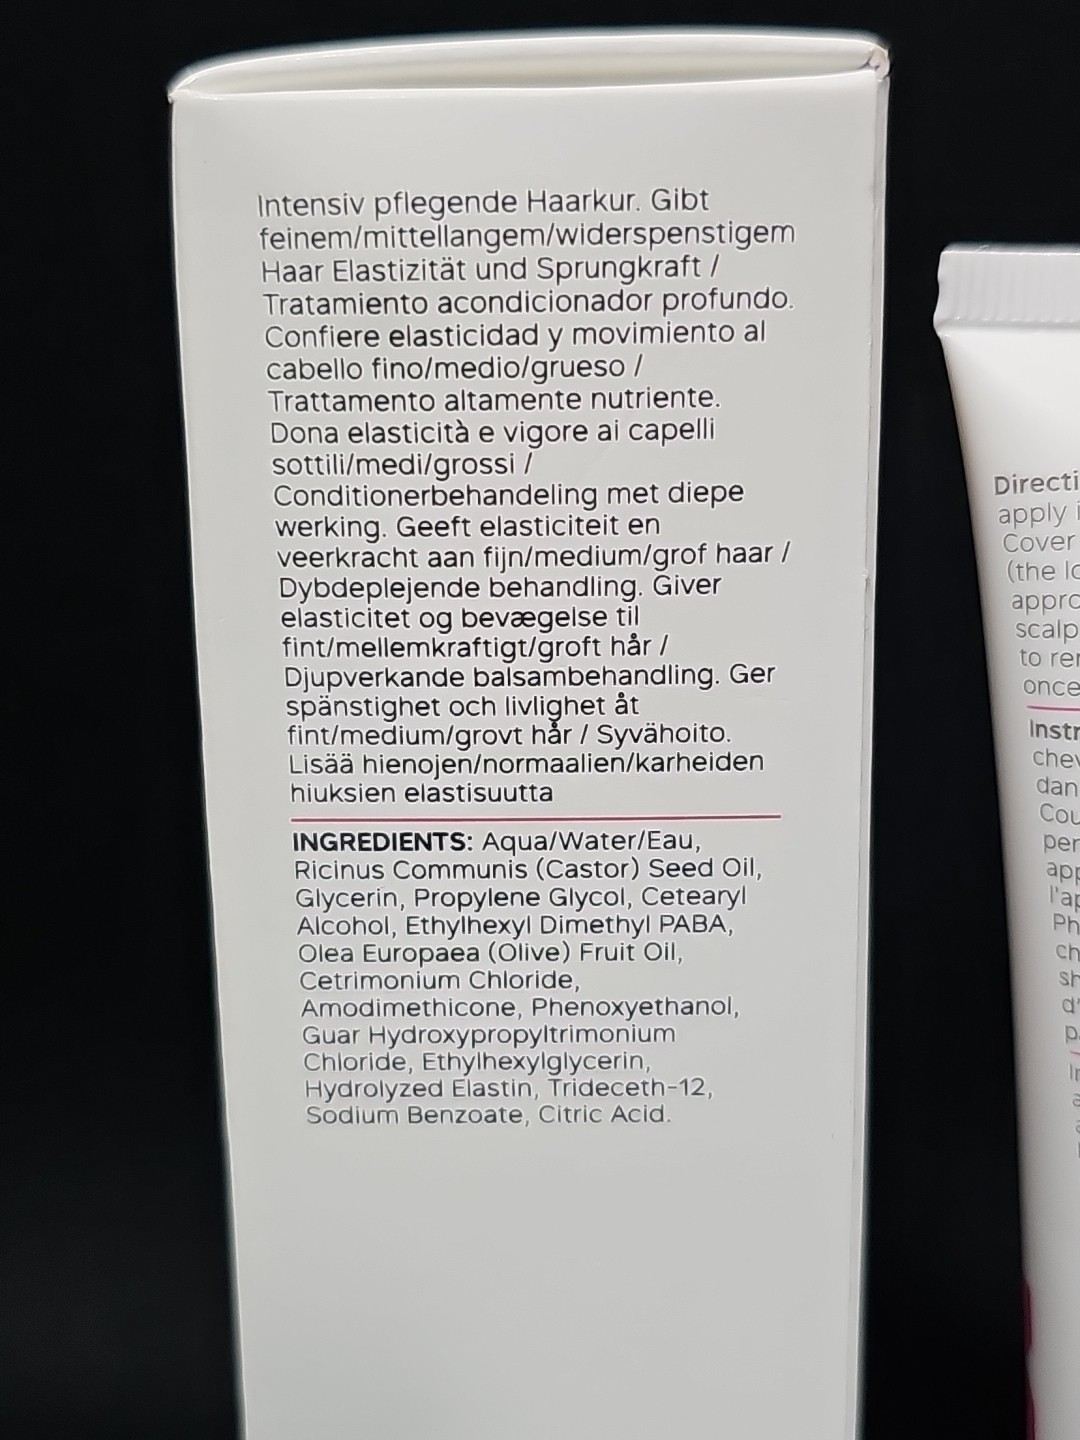 Intensiv pflegende Haarkur. Gibt
feinem/mittellangem/widerspenstigem
Haar Elastizität und Sprungkraft /
Tratamiento acondicionador profundo.
Confiere elasticidad y movimiento al
cabello fino/medio/grueso /
Trattamento altamente nutriente.
Dona elasticità e vigore ai capelli
sottili/medi/grossi /
Conditionerbehandeling met diepe
werking. Geeft elasticiteit en
veerkracht aan fijn/medium/grof haar /
Dybdeplejende behandling. Giver
elasticitet og bevægelse til
fint/mellemkraftigt/groft hår /
Djupverkande balsambehandling. Ger
spänstighet och livlighet åt
fint/medium/grovt hår / Syvähoito.
Lisää hienojen/normaalien/karheiden
hiuksien elastisuutta
INGREDIENTS: Aqua/Water/Eau,
Ricinus Communis (Castor) Seed Oil,
Glycerin, Propylene Glycol, Cetearyl
Alcohol, Ethylhexyl Dimethyl PABA,
Olea Europaea (Olive) Fruit Oil,
Cetrimonium Chloride,
Amodimethicone, Phenoxyethanol,
Guar Hydroxypropyltrimonium
Chloride, Ethylhexylglycerin,
Hydrolyzed Elastin, Trideceth-12,
Sodium Benzoate, Citric Acid.
Directi
apply
Cover
(the
appro
scalp
to
once